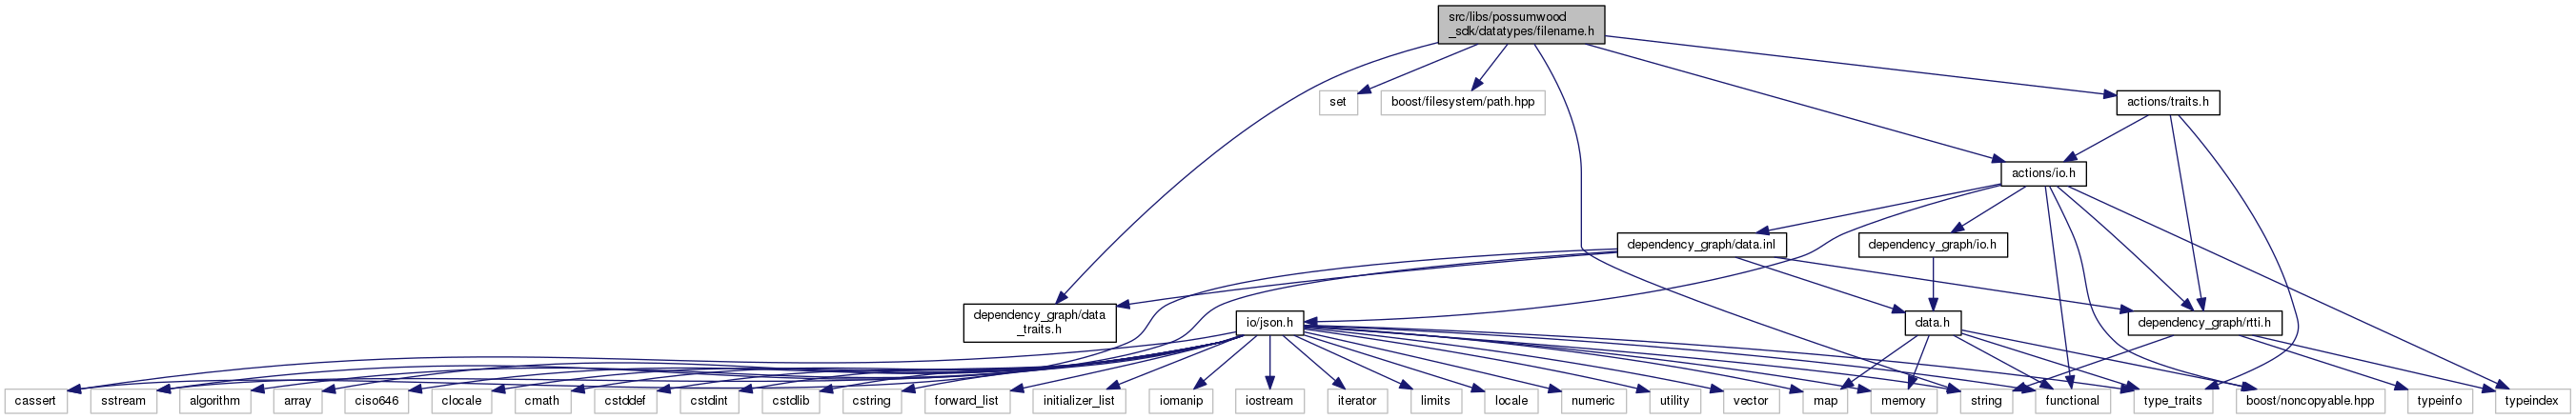 src/libs/possumwood
_sdk/datatypes/filename.h
set
boost/filesystem/path.hpp
actions/traits.h
actions/io.h
dependency_graph/data.inl
dependency_graph/io.h
dependency_graph/data
_traits.h
io/json.h
data.h
dependency_graph/rtti.h
cassert
sstream
algorithm
array
ciso646
clocale
cmath
cstddef
cstdint
cstdlib
cstring
forward_list
initializer_list
iomanip
iostream
iterator
limits
locale
numeric
utility
vector
map
memory
string
functional
type_traits
boost/noncopyable.hpp
typeinfo
typeindex